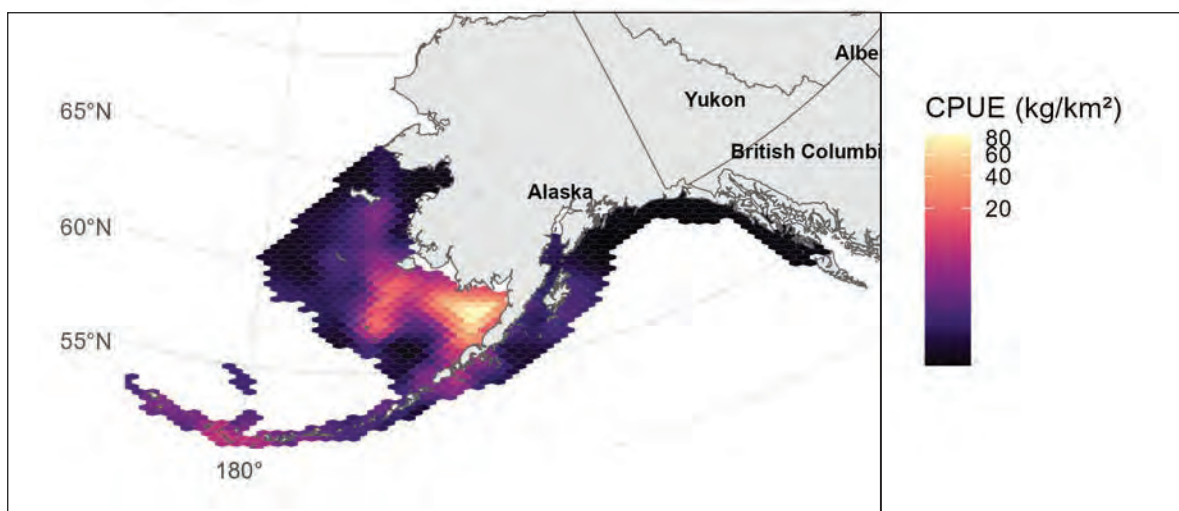 65°N
60°N
55°N
180°
Albe
Yukon
British Columbi
Alaska
CPUE (kg/km²)
80
60
40
20